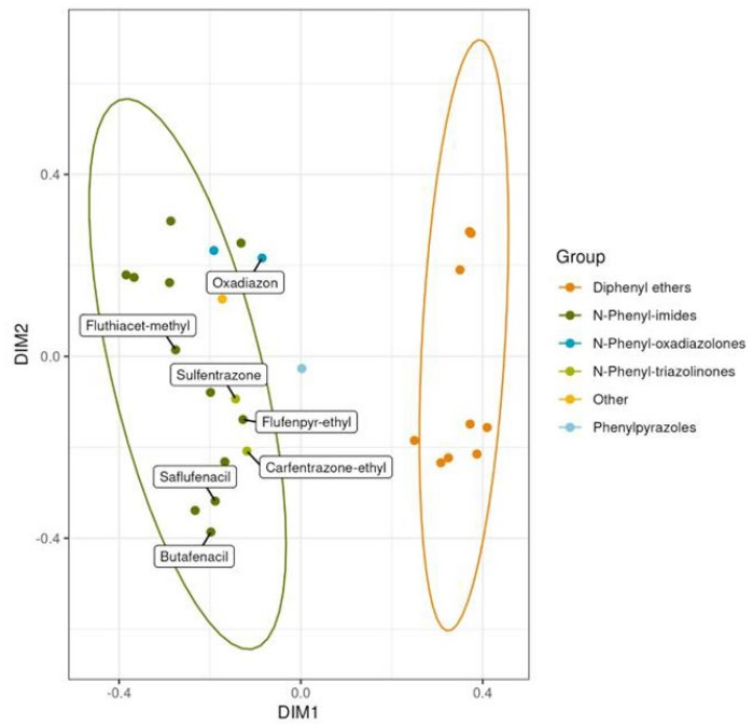 DIM2
0.4
0.0
-0.4
-0.4
0.0
0.4
DIM1
Oxadiazon
Fluthiacet-methyl
Sulfentrazone
Flufenpyr-ethyl
Carfentrazone-ethyl
Saflufenacil
Butafenacil
Group
Diphenyl ethers
N-Phenyl-imides
N-Phenyl-oxadiazolones
N-Phenyl-triazolinones
Other
Phenylpyrazoles